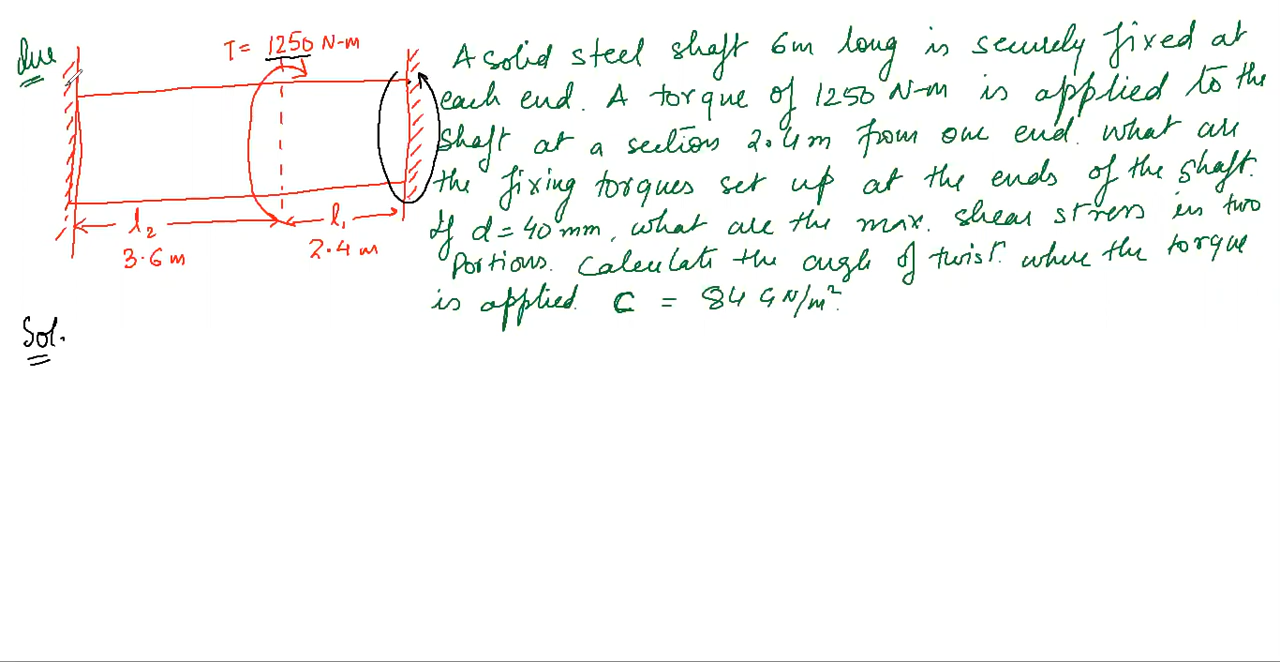 Que
T = 1250 N-m
l2
l1
3.6 m
2.4 m
A solid steel shaft 6m long is securely fixed at
each end. A torque of 1250 N-m is applied to the
shaft at a section 2.4m from one end. what are
the fixing torques set up at the ends of the shaft.
If d = 40 mm, what are the max. shear stress in two
Portions. Calculate the angle of twist where the torque
is applied. C = 84 GN/m².
Sol.